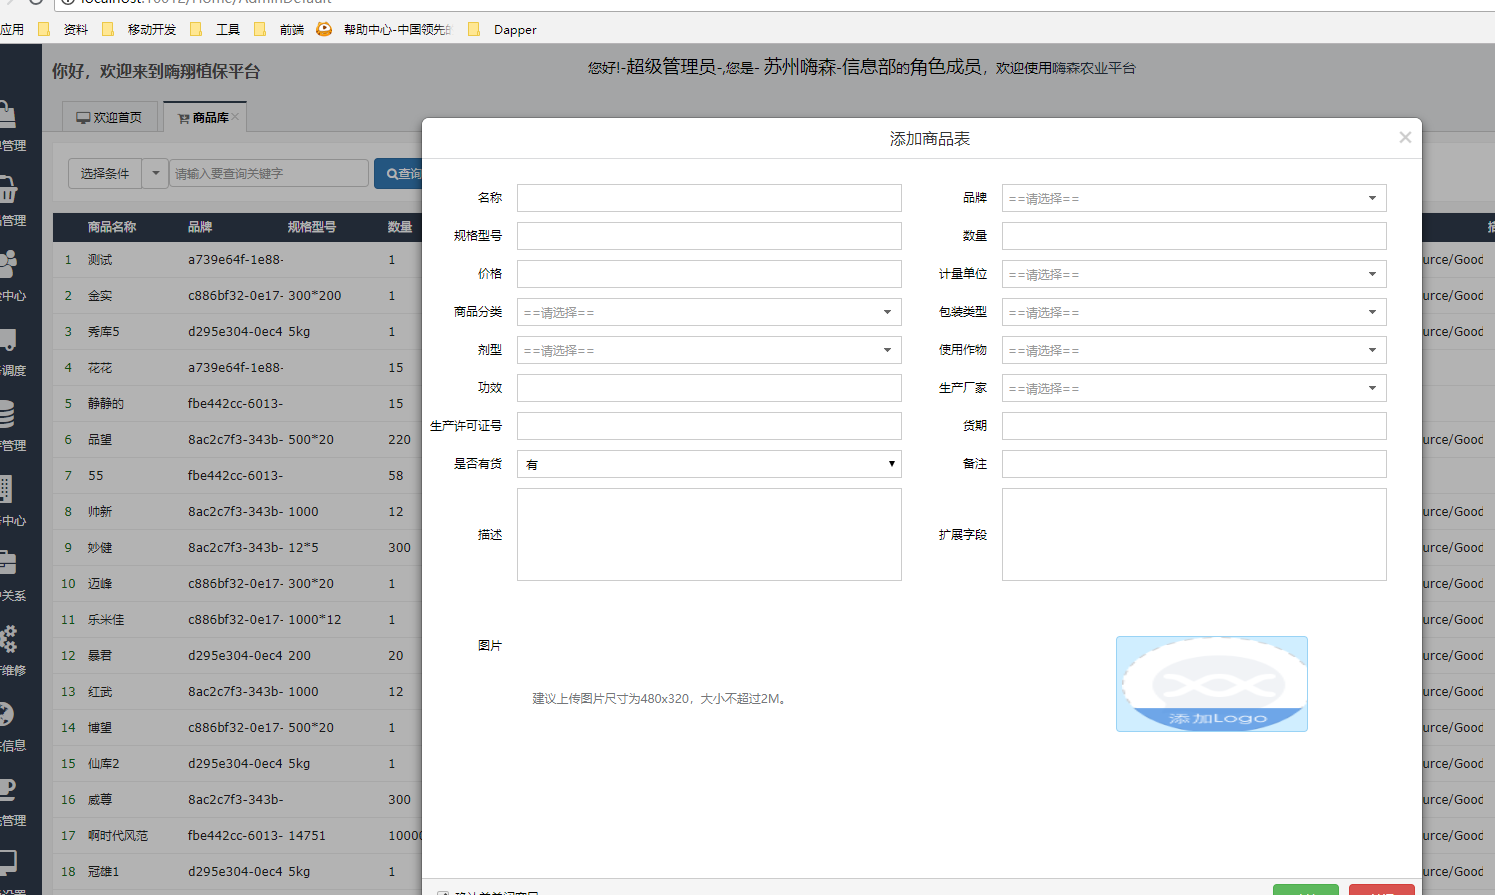 应用 资料 移动开发 工具 前端 帮助中心-中国领先的 Dapper
你好，欢迎来到嗨翔植保平台
您好!-超级管理员-,您是- 苏州嗨森-信息部的角色成员，欢迎使用嗨森农业平台
欢迎首页 商品库
选择条件 请输入要查询关键字 查询
商品名称 品牌 规格型号 数量
1 测试 a739e64f-1e88- 1 urce/Good
2 金实 c886bf32-0e17- 300*200 1 urce/Good
3 秀库5 d295e304-0ec4 5kg 1 urce/Good
4 花花 a739e64f-1e88- 15
5 静静的 fbe442cc-6013- 15
6 品望 8ac2c7f3-343b- 500*20 220 urce/Good
7 55 fbe442cc-6013- 58
8 帅新 8ac2c7f3-343b- 1000 12 urce/Good
9 妙健 8ac2c7f3-343b- 12*5 300 urce/Good
10 迈峰 c886bf32-0e17- 300*20 1 urce/Good
11 乐米佳 c886bf32-0e17- 1000*12 1 urce/Good
12 暴君 d295e304-0ec4 200 20 urce/Good
13 红武 8ac2c7f3-343b- 1000 12 urce/Good
14 博望 c886bf32-0e17- 500*20 1 urce/Good
15 仙库2 d295e304-0ec4 5kg 1 urce/Good
16 威尊 8ac2c7f3-343b- 300 urce/Good
17 啊时代风范 fbe442cc-6013- 14751 10000 urce/Good
18 冠雄1 d295e304-0ec4 5kg 1 urce/Good
管理
管理
中心
调度
管理
中心
关系
维修
信息
管理
添加商品表 ×
名称 品牌 ==请选择==
规格型号 数量
价格 计量单位 ==请选择==
商品分类 ==请选择== 包装类型 ==请选择==
剂型 ==请选择== 使用作物 ==请选择==
功效 生产厂家 ==请选择==
生产许可证号 货期
是否有货 有 备注
描述 扩展字段
图片
建议上传图片尺寸为480x320，大小不超过2M。
添加Logo